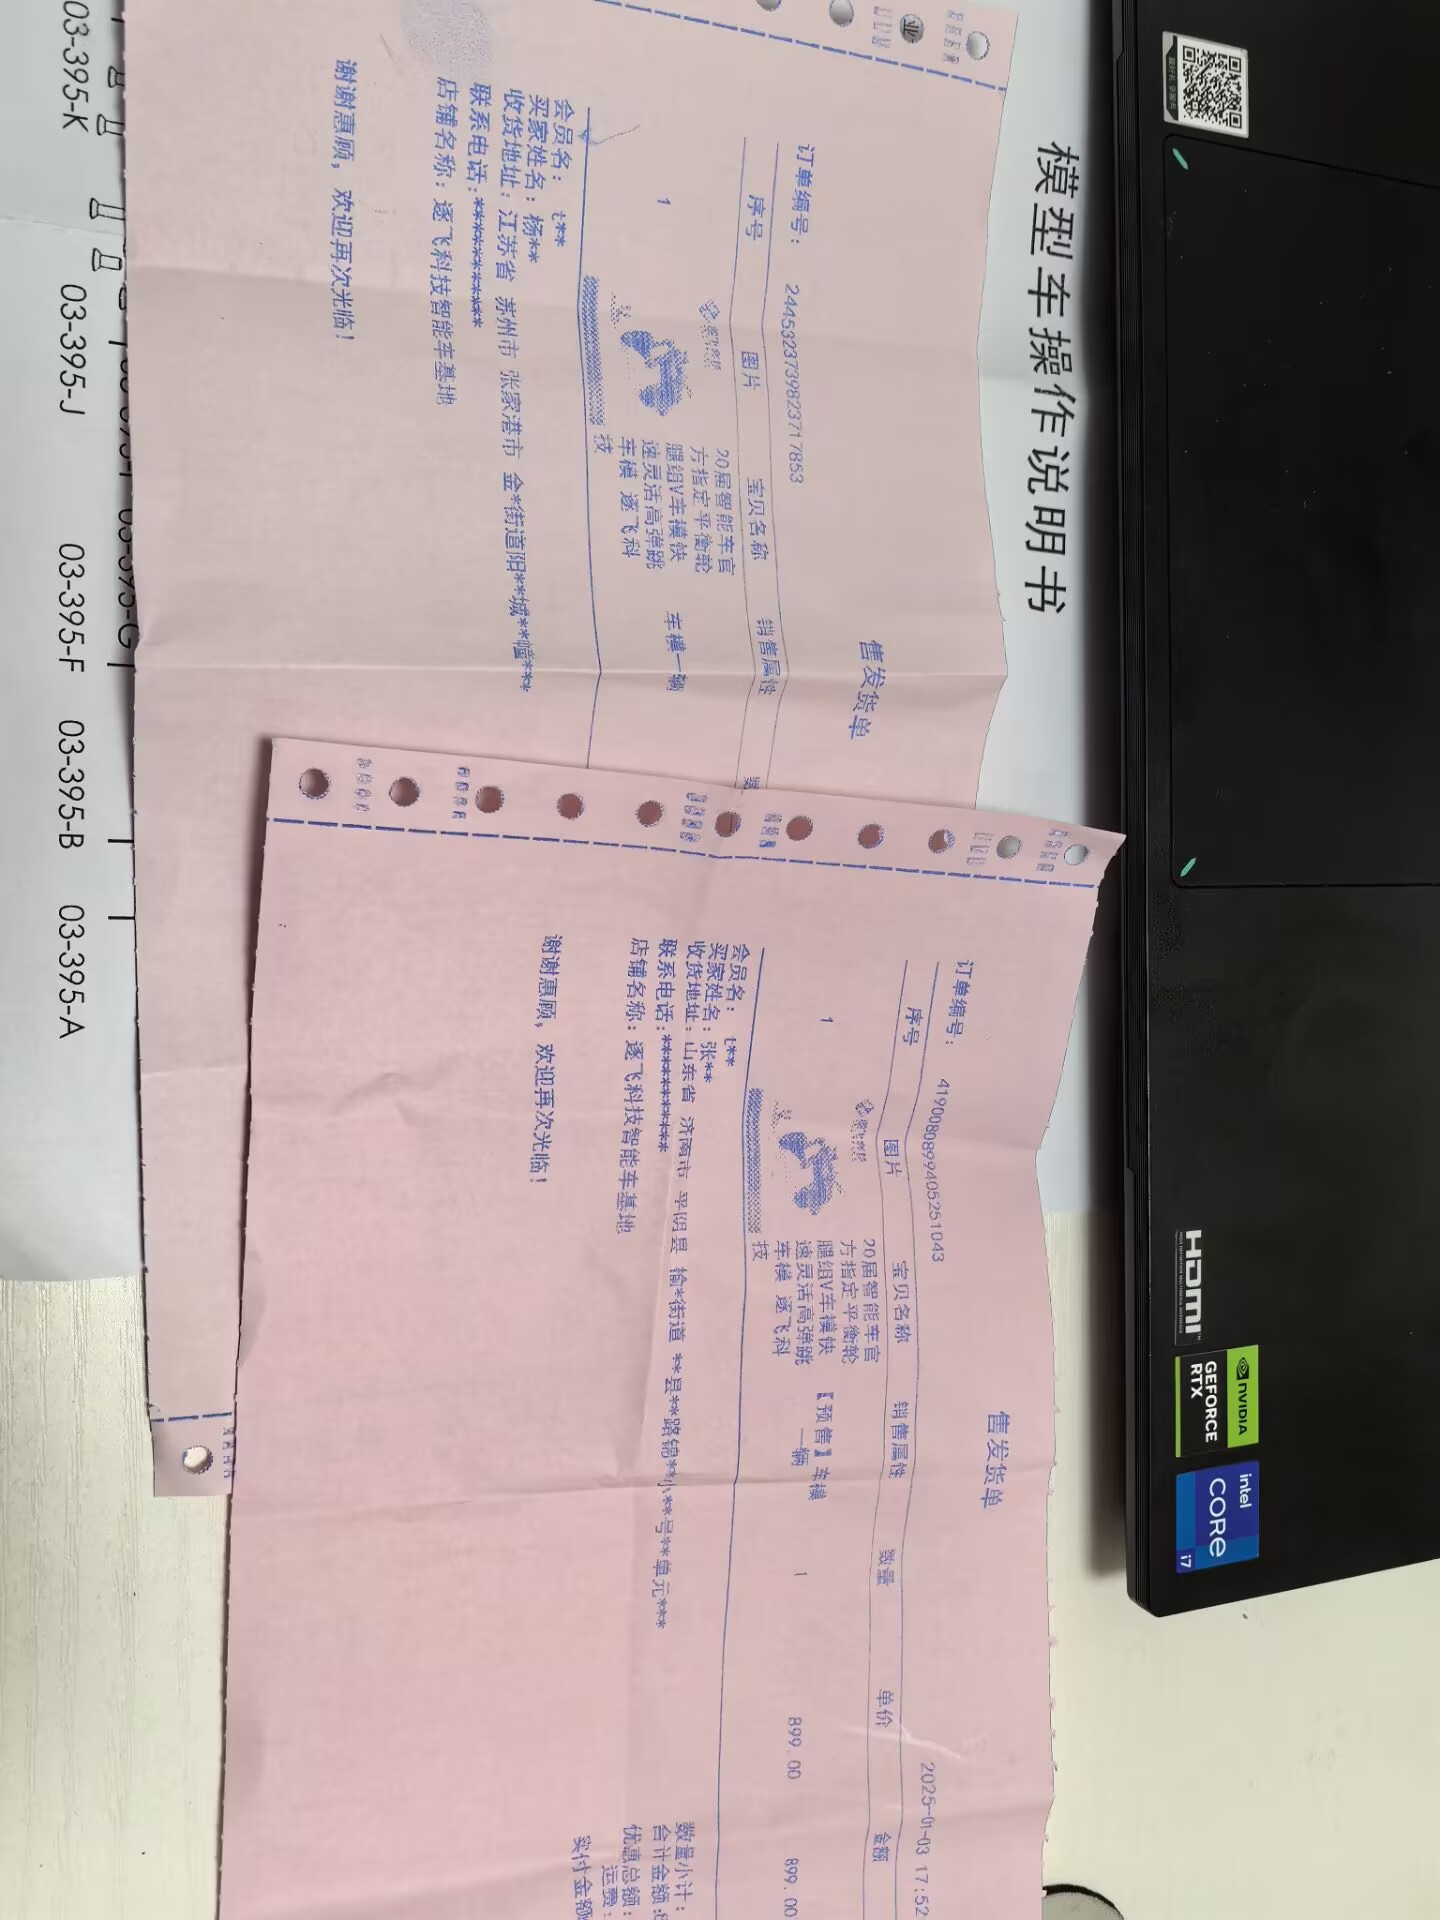 模型车操作说明书
售发货单
订单编号： 2445323739823717853
序号 图片 宝贝名称 销售属性
1
20届智能车官
方指定平衡轮
腿组V车模快
速灵活高弹跳
车模 逐飞科
技
车模一辆
会员名： t**
买家姓名：杨**
收货地址：江苏省 苏州市 张家港市 金*街道阳**城**幢***
联系电话：***********
店铺名称：逐飞科技智能车基地
谢谢惠顾，欢迎再次光临！
售发货单
订单编号： 4190080899405251043
2025-01-03 17:52
序号 图片 宝贝名称 销售属性 数量 单价 金额
1
20届智能车官
方指定平衡轮
腿组V车模快
速灵活高弹跳
车模 逐飞科
技
【预售】车模
一辆
1
899.00
899.00
会员名： t**
买家姓名：张**
收货地址：山东省 济南市 平阴县 榆*街道 **县**路锦**小**号**单元***
联系电话：***********
店铺名称：逐飞科技智能车基地
数量小计：
合计金额：
优惠总额：
运费：
实付金额
谢谢惠顾，欢迎再次光临！
03-395-K
03-395-J
03-395-G
03-395-F
03-395-B
03-395-A
HDMI
NVIDIA
GEFORCE
RTX
intel
CORE
i7